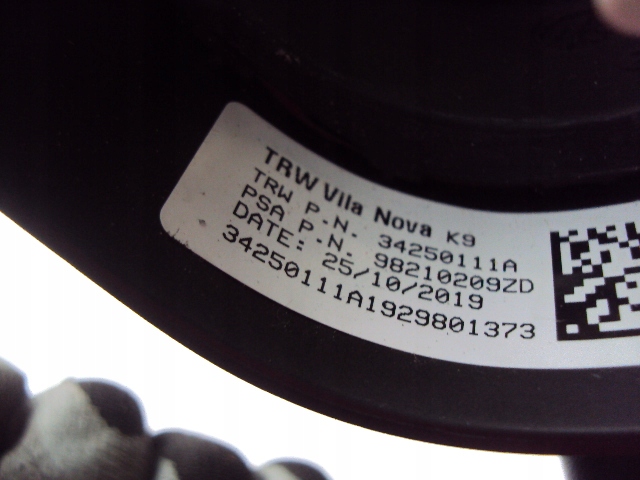 TRW Vila Nova K9
TRW P.N. 34250111A
PSA P.N. 98210209ZD
DATE: 25/10/2019
34250111A1929801373